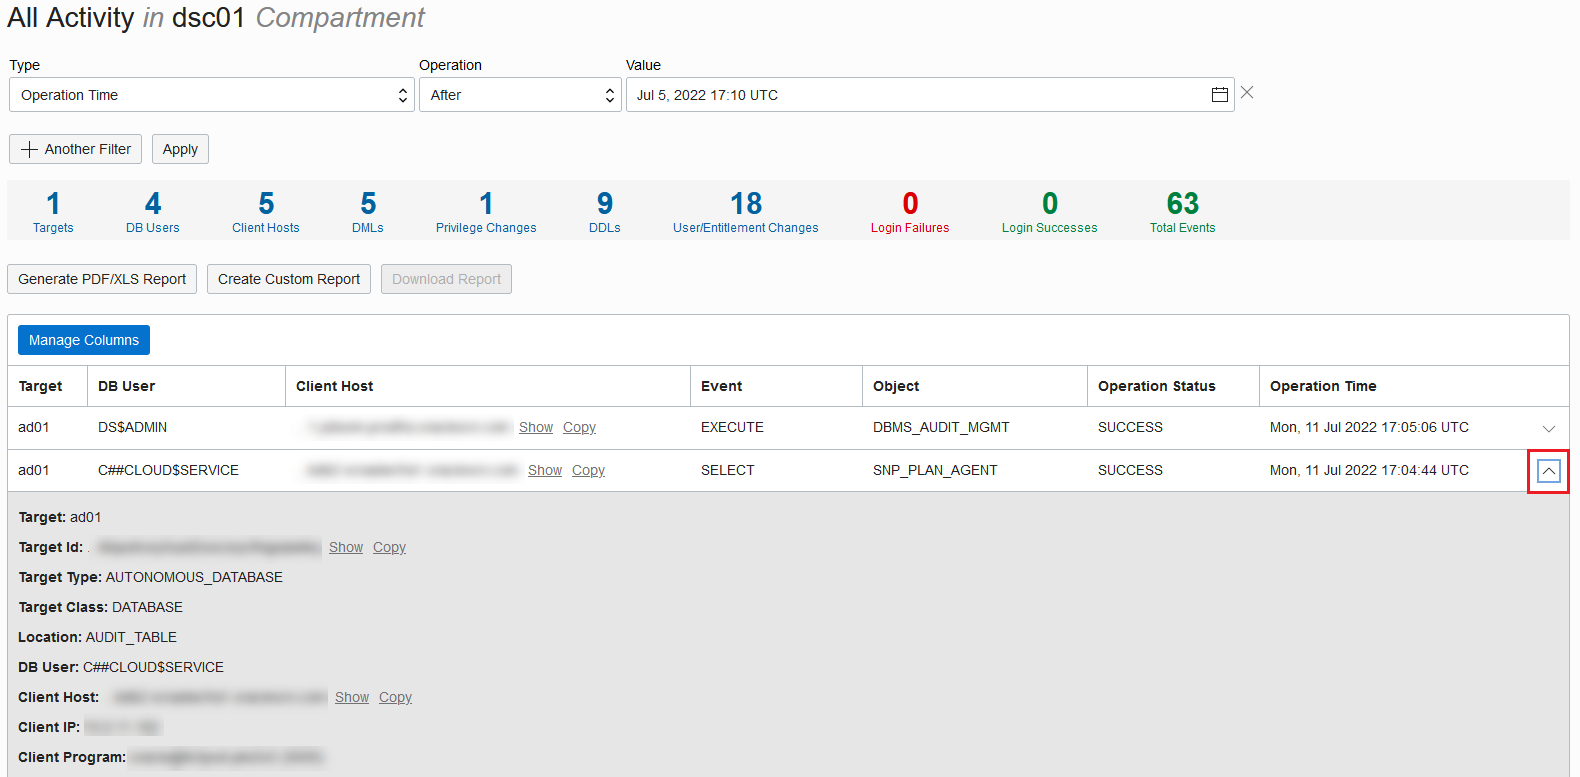 All Activity in dsc01 Compartment
Type Operation Value
Operation Time After Jul 5, 2022 17:10 UTC
Another Filter Apply
1 4 5 5 1 9 18 0 0 63
Targets DB Users Client Hosts DMLs Privilege Changes DDLs User/Entitlement Changes Login Failures Login Successes Total Events
Generate PDF/XLS Report Create Custom Report Download Report
Manage Columns
Target DB User Client Host Event Object Operation Status Operation Time
ad01 DS$ADMIN Show Copy EXECUTE DBMS_AUDIT_MGMT SUCCESS Mon, 11 Jul 2022 17:05:06 UTC
ad01 C##CLOUD$SERVICE Show Copy SELECT SNP_PLAN_AGENT SUCCESS Mon, 11 Jul 2022 17:04:44 UTC
Target: ad01
Target Id: Show Copy
Target Type: AUTONOMOUS_DATABASE
Target Class: DATABASE
Location: AUDIT_TABLE
DB User: C##CLOUD$SERVICE
Client Host: Show Copy
Client IP:
Client Program: